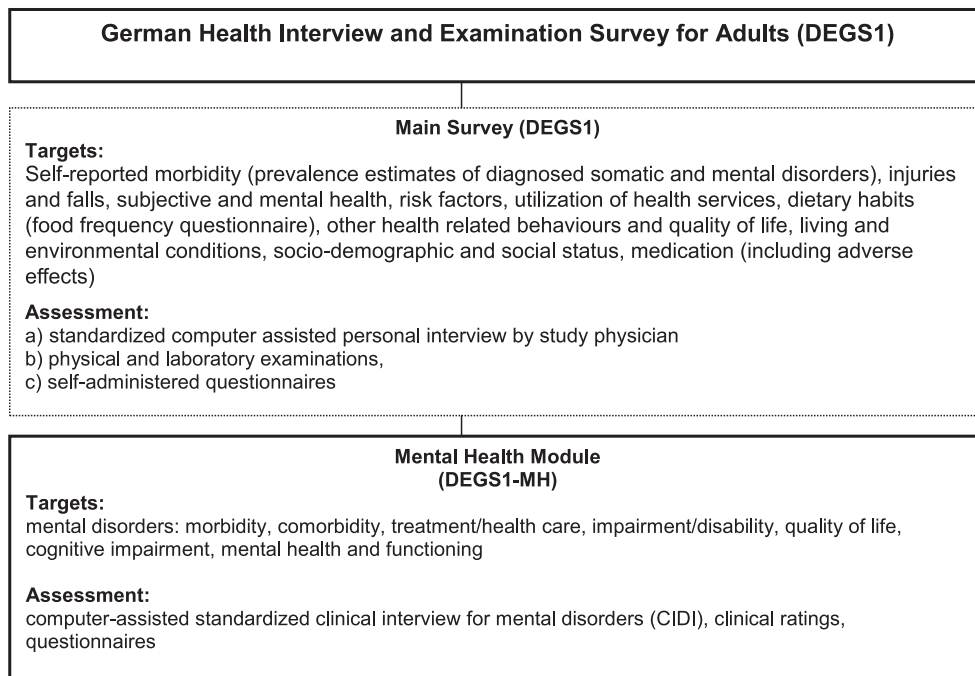 German Health Interview and Examination Survey for Adults (DEGS1)
Main Survey (DEGS1)
Targets:
Self-reported morbidity (prevalence estimates of diagnosed somatic and mental disorders), injuries
and falls, subjective and mental health, risk factors, utilization of health services, dietary habits
(food frequency questionnaire), other health related behaviours and quality of life, living and
environmental conditions, socio-demographic and social status, medication (including adverse
effects)
Assessment:
a) standardized computer assisted personal interview by study physician
b) physical and laboratory examinations,
c) self-administered questionnaires
Mental Health Module
(DEGS1-MH)
Targets:
mental disorders: morbidity, comorbidity, treatment/health care, impairment/disability, quality of life,
cognitive impairment, mental health and functioning
Assessment:
computer-assisted standardized clinical interview for mental disorders (CIDI), clinical ratings,
questionnaires